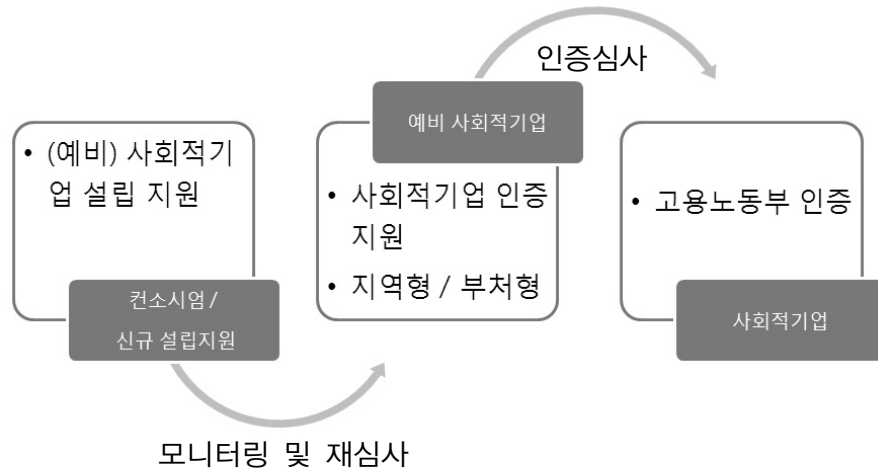 인증심사
예비 사회적기업
• (예비) 사회적기
업 설립 지원
컨소시엄 /
신규 설립지원
• 사회적기업 인증
지원
• 지역형 / 부처형
• 고용노동부 인증
사회적기업
모니터링 및 재심사